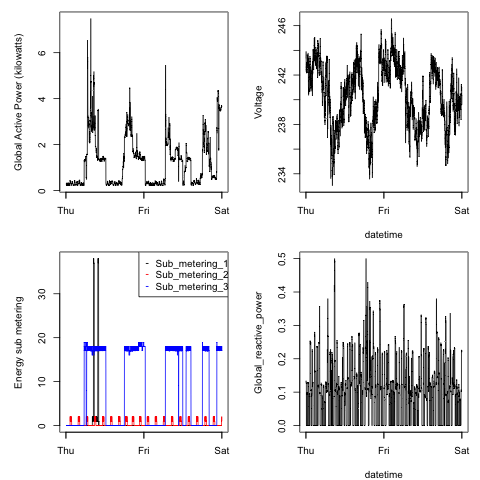 Global Active Power (kilowatts)
0
2
4
6
Thu
Fri
Sat
Voltage
234
238
242
246
Thu
Fri
Sat
datetime
Energy sub metering
0
10
20
30
Sub_metering_1
Sub_metering_2
Sub_metering_3
Thu
Fri
Sat
Global_reactive_power
0.0
0.1
0.2
0.3
0.4
0.5
Thu
Fri
Sat
datetime